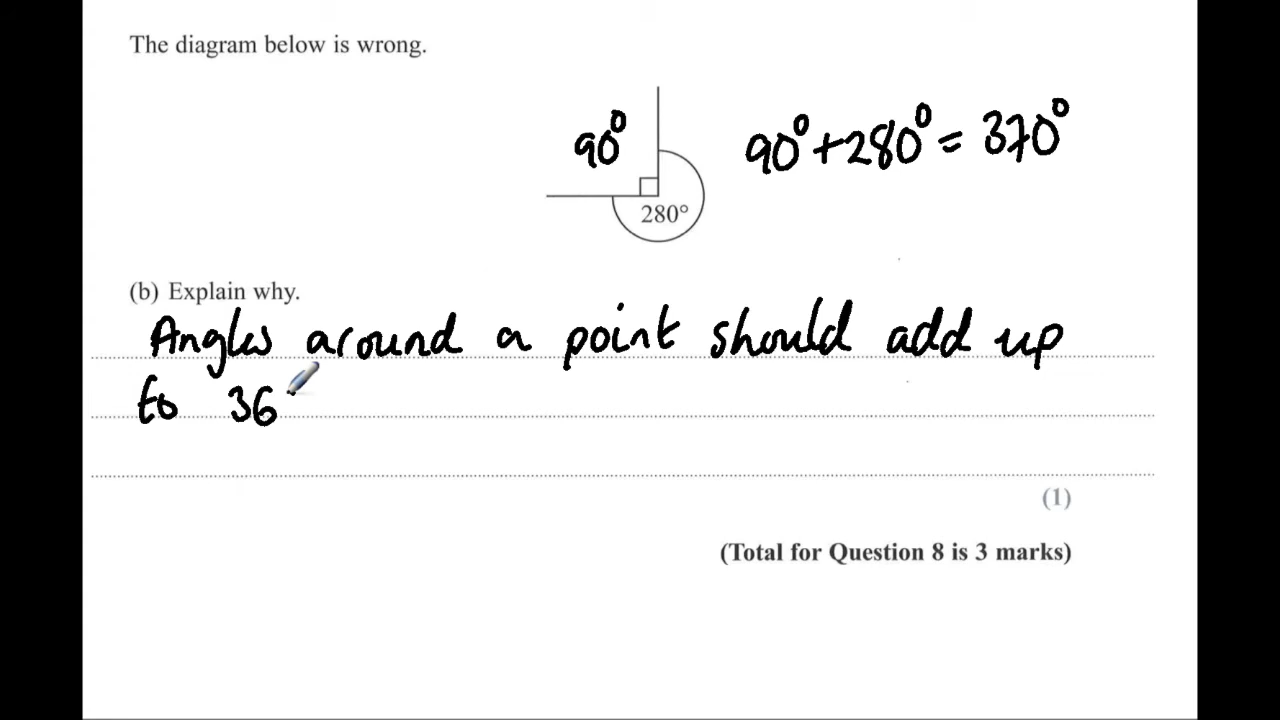 The diagram below is wrong.
90° 90°+280°=370°
280°
(b) Explain why.
Angles around a point should add up
to 36
(1)
(Total for Question 8 is 3 marks)